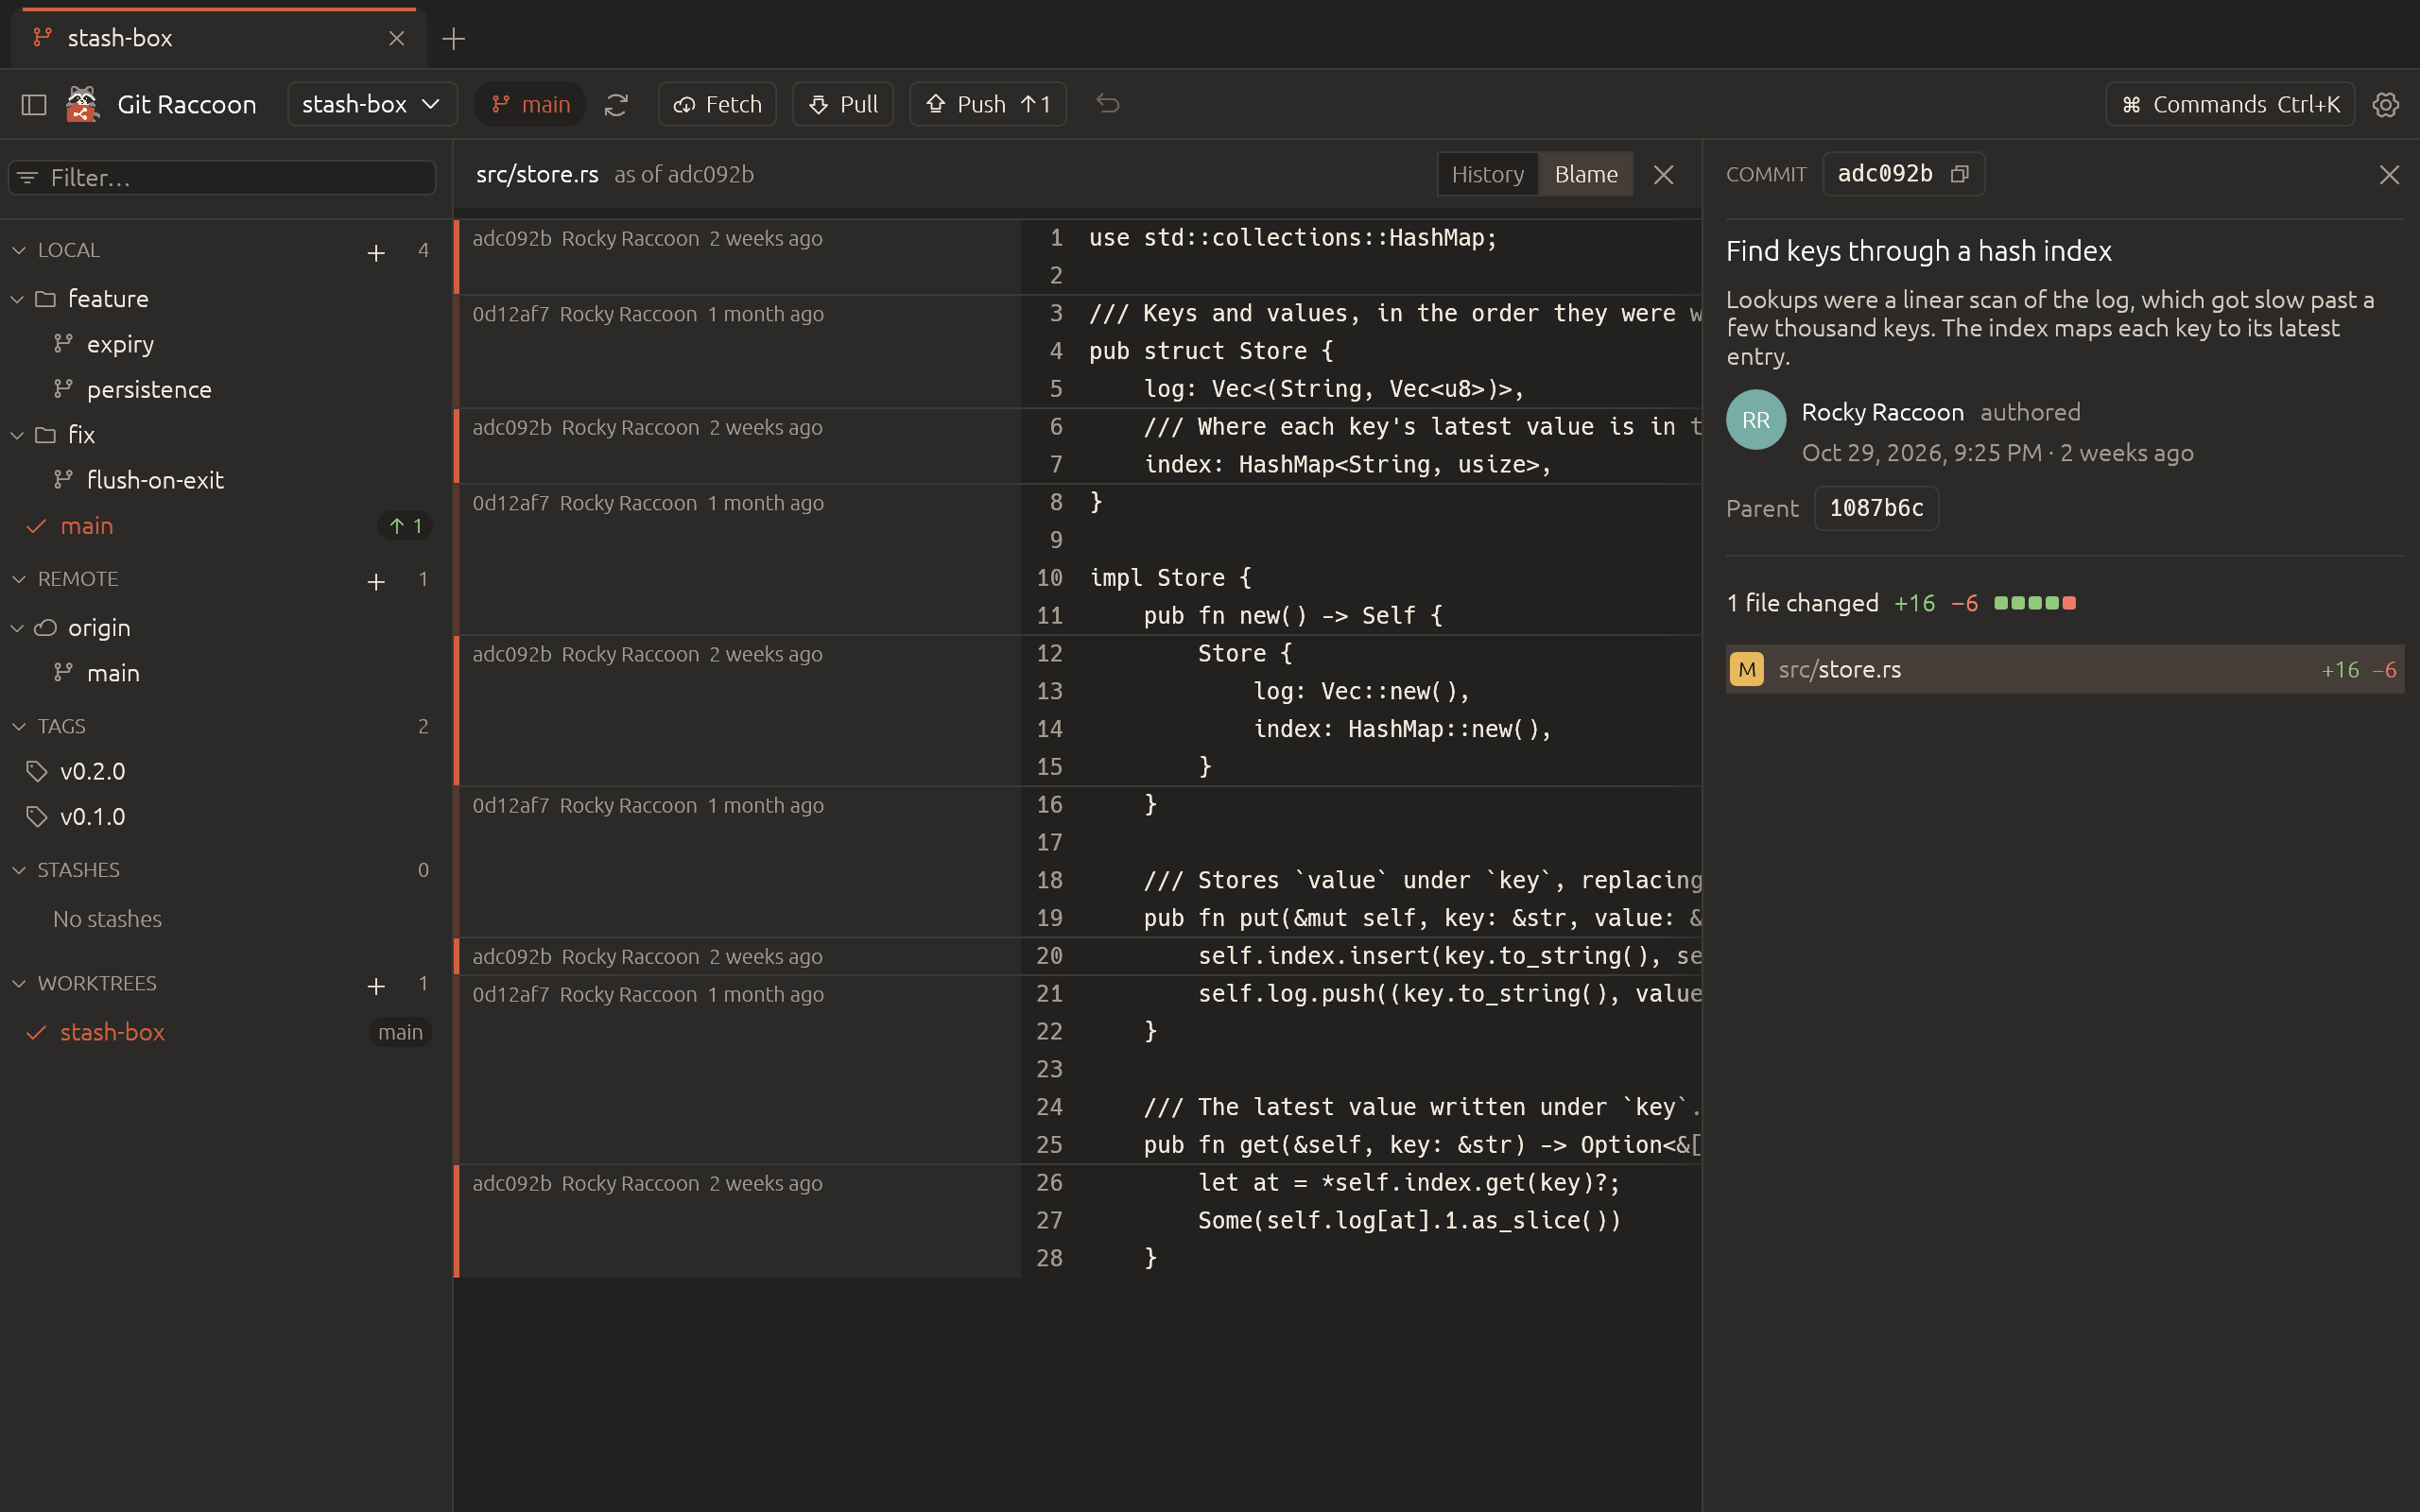 stash-box
Git Raccoon stash-box main Fetch Pull Push ↑1 ⌘ Commands Ctrl+K
Filter…
LOCAL 4
feature
expiry
persistence
fix
flush-on-exit
main ↑ 1
REMOTE 1
origin
main
TAGS 2
v0.2.0
v0.1.0
STASHES 0
No stashes
WORKTREES 1
stash-box main
src/store.rs as of adc092b History Blame
adc092b Rocky Raccoon 2 weeks ago 1 use std::collections::HashMap;
2
0d12af7 Rocky Raccoon 1 month ago 3 /// Keys and values, in the order they were w
4 pub struct Store {
5 log: Vec<(String, Vec<u8>)>,
adc092b Rocky Raccoon 2 weeks ago 6 /// Where each key's latest value is in t
7 index: HashMap<String, usize>,
0d12af7 Rocky Raccoon 1 month ago 8 }
9
10 impl Store {
11 pub fn new() -> Self {
adc092b Rocky Raccoon 2 weeks ago 12 Store {
13 log: Vec::new(),
14 index: HashMap::new(),
15 }
0d12af7 Rocky Raccoon 1 month ago 16 }
17
18 /// Stores `value` under `key`, replacing
19 pub fn put(&mut self, key: &str, value: &
adc092b Rocky Raccoon 2 weeks ago 20 self.index.insert(key.to_string(), se
0d12af7 Rocky Raccoon 1 month ago 21 self.log.push((key.to_string(), value
22 }
23
24 /// The latest value written under `key`.
25 pub fn get(&self, key: &str) -> Option<&[
adc092b Rocky Raccoon 2 weeks ago 26 let at = *self.index.get(key)?;
27 Some(self.log[at].1.as_slice())
28 }
COMMIT adc092b
Find keys through a hash index
Lookups were a linear scan of the log, which got slow past a
few thousand keys. The index maps each key to its latest
entry.
RR Rocky Raccoon authored
Oct 29, 2026, 9:25 PM · 2 weeks ago
Parent 1087b6c
1 file changed +16 −6
M src/store.rs +16 −6